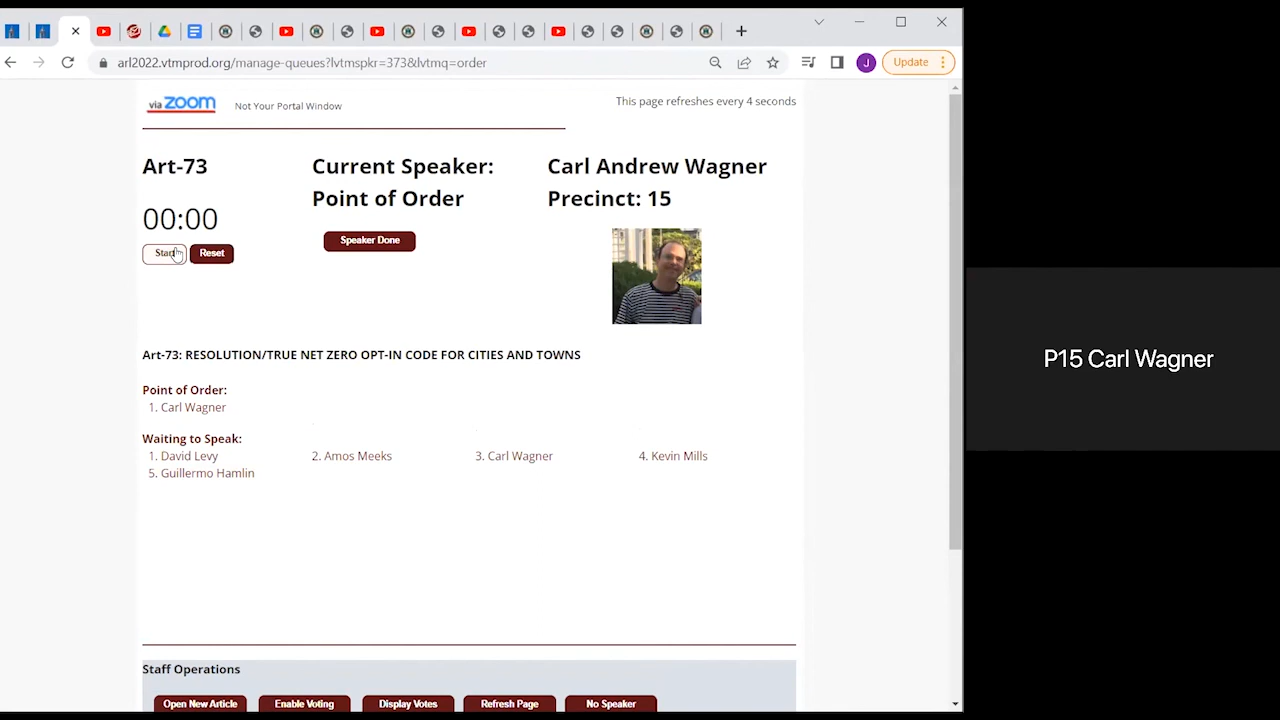 arl2022.vtmprod.org/manage-queues?lvtmspkr=373&lvtmq=order
J
Update
via zoom
Not Your Portal Window
This page refreshes every 4 seconds
Art-73
Current Speaker:
Carl Andrew Wagner
Point of Order
Precinct: 15
00:00
Speaker Done
Start
Reset
Art-73: RESOLUTION/TRUE NET ZERO OPT-IN CODE FOR CITIES AND TOWNS
Point of Order:
1. Carl Wagner
Waiting to Speak:
1. David Levy
2. Amos Meeks
3. Carl Wagner
4. Kevin Mills
5. Guillermo Hamlin
Staff Operations
Open New Article
Enable Voting
Display Votes
Refresh Page
No Speaker
P15 Carl Wagner